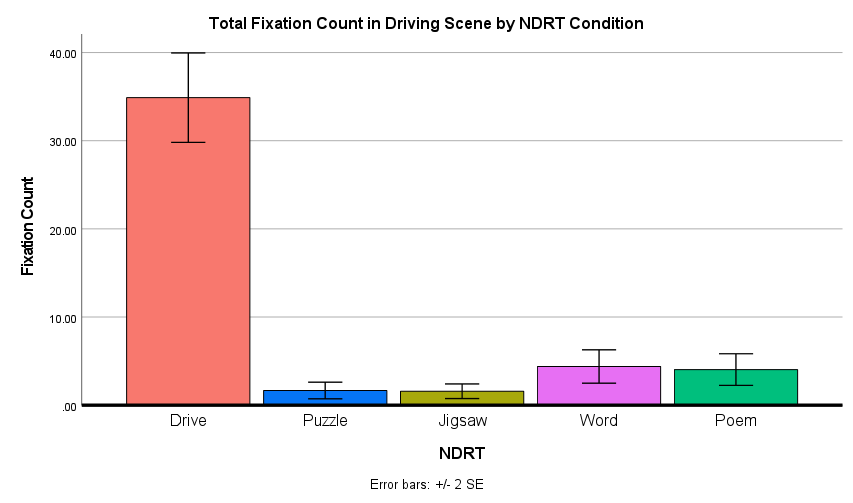 Total Fixation Count in Driving Scene by NDRT Condition
40.00
30.00
20.00
10.00
.00
Fixation Count
Drive Puzzle Jigsaw Word Poem
NDRT
Error bars: +/- 2 SE